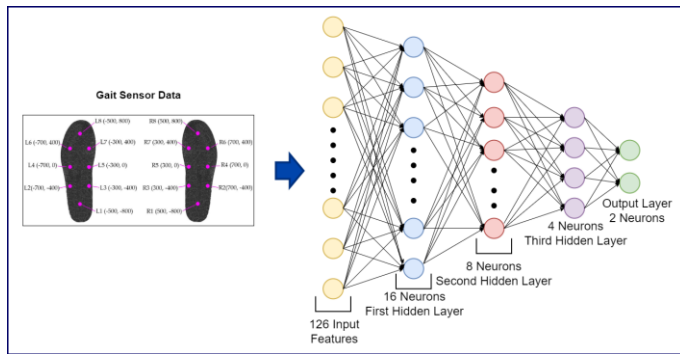 Gait Sensor Data
L8 (-500, 800)
R8 (500, 800)
L6 (-700, 400)
L7 (-300, 400)
R7 (300, 400)
R6 (700, 400)
L4 (-700, 0)
L5 (-300, 0)
R5 (300, 0)
R4 (700, 0)
L2(-700, -400)
L3 (-300, -400)
R3 (300, -400)
R2(700, -400)
L1 (-500, -800)
R1 (500, -800)
126 Input
Features
16 Neurons
First Hidden Layer
8 Neurons
Second Hidden Layer
4 Neurons
Third Hidden Layer
Output Layer
2 Neurons